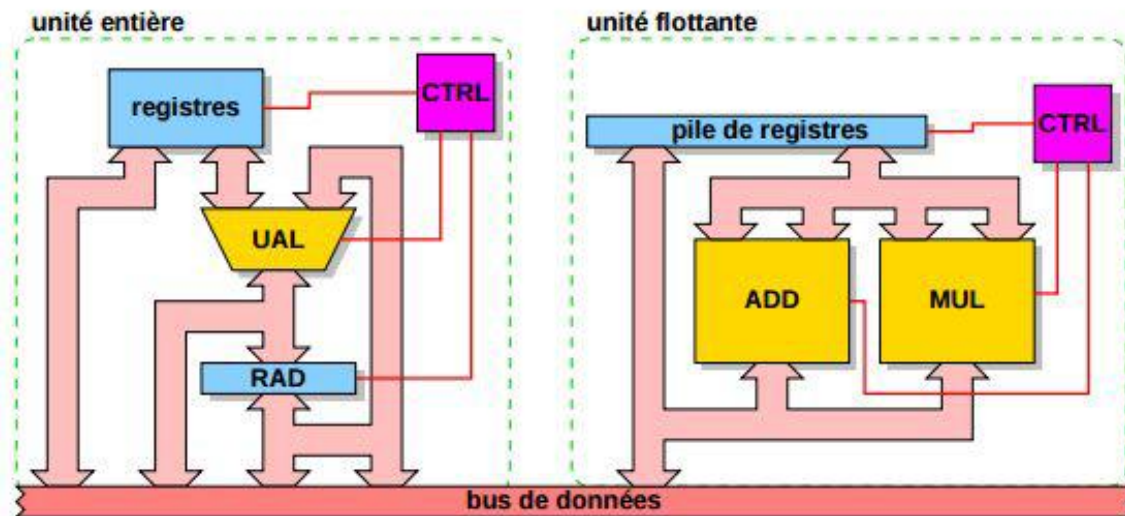 unité entière
registres
CTRL
UAL
RAD
unité flottante
pile de registres
CTRL
ADD
MUL
bus de données